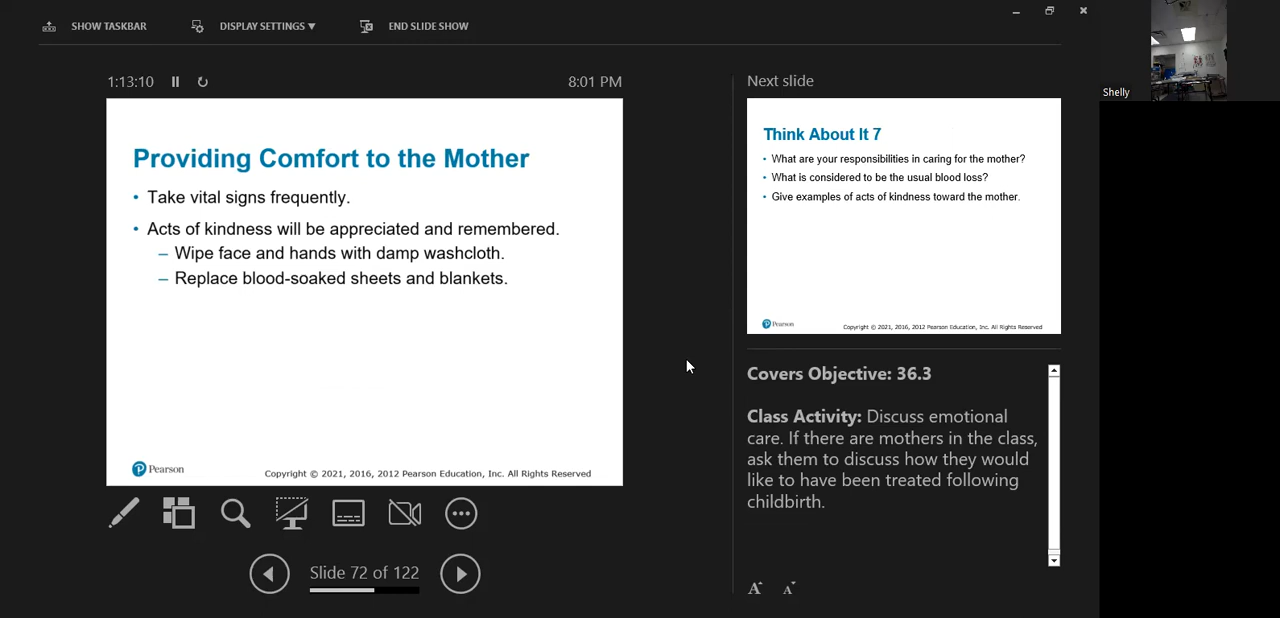 SHOW TASKBAR
DISPLAY SETTINGS ▼
END SLIDE SHOW
1:13:10
8:01 PM
Next slide
Providing Comfort to the Mother
• Take vital signs frequently.
• Acts of kindness will be appreciated and remembered.
– Wipe face and hands with damp washcloth.
– Replace blood-soaked sheets and blankets.
Pearson
Copyright © 2021, 2016, 2012 Pearson Education, Inc. All Rights Reserved
Think About It 7
• What are your responsibilities in caring for the mother?
• What is considered to be the usual blood loss?
• Give examples of acts of kindness toward the mother.
Pearson
Copyright © 2021, 2016, 2012 Pearson Education, Inc. All Rights Reserved
Shelly
Covers Objective: 36.3
Class Activity: Discuss emotional
care. If there are mothers in the class,
ask them to discuss how they would
like to have been treated following
childbirth.
Slide 72 of 122
A A